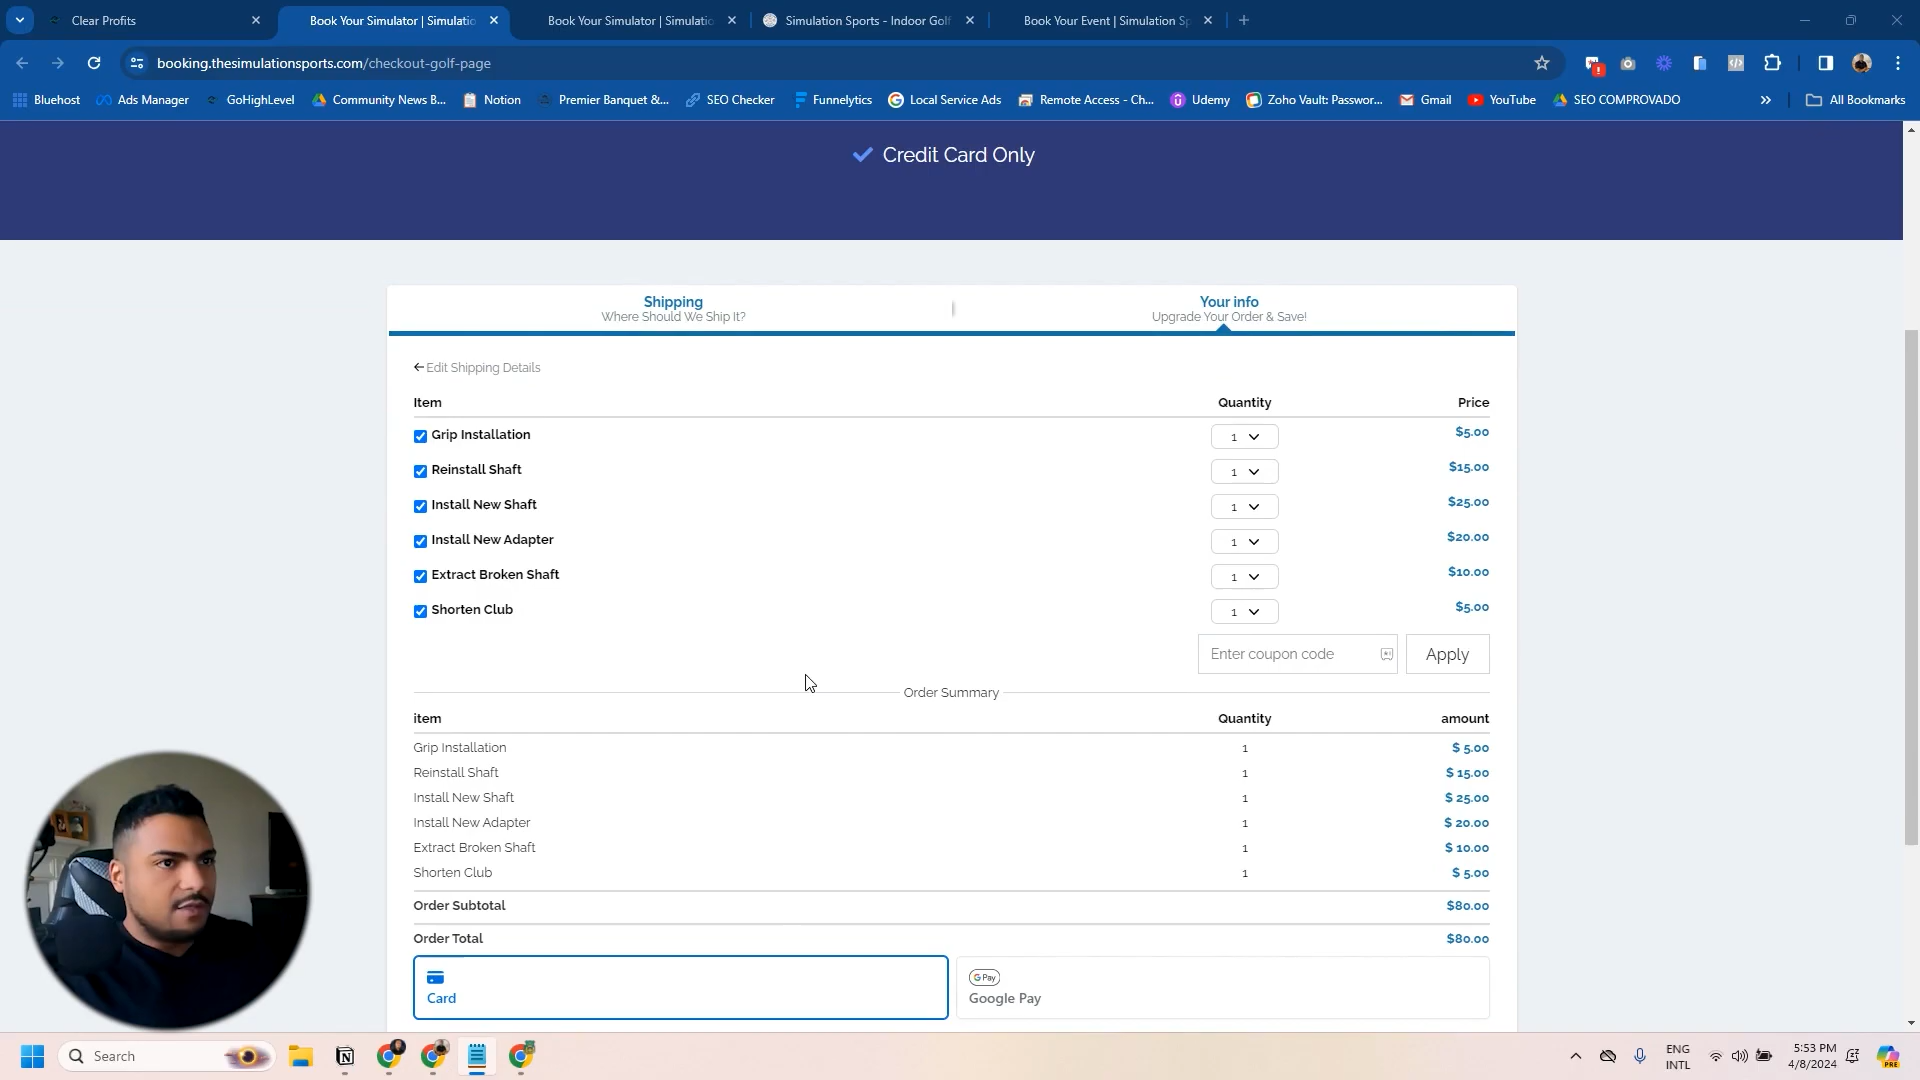 Clear Profits
Book Your Simulator | Simulatio
Book Your Simulator | Simulatio
Simulation Sports - Indoor Golf
Book Your Event | Simulation Sp
booking.thesimulationsports.com/checkout-golf-page
Bluehost
Ads Manager
GoHighLevel
Community News B...
Notion
Premier Banquet &...
SEO Checker
Funnelytics
Local Service Ads
Remote Access - Ch...
Udemy
Zoho Vault: Passwor...
Gmail
YouTube
SEO COMPROVADO
All Bookmarks
Credit Card Only
Shipping
Where Should We Ship It?
Your info
Upgrade Your Order & Save!
Edit Shipping Details
Item Quantity Price
Grip Installation 1 $5.00
Reinstall Shaft 1 $15.00
Install New Shaft 1 $25.00
Install New Adapter 1 $20.00
Extract Broken Shaft 1 $10.00
Shorten Club 1 $5.00
Enter coupon code Apply
Order Summary
item Quantity amount
Grip Installation 1 $ 5.00
Reinstall Shaft 1 $ 15.00
Install New Shaft 1 $ 25.00
Install New Adapter 1 $ 20.00
Extract Broken Shaft 1 $ 10.00
Shorten Club 1 $ 5.00
Order Subtotal $80.00
Order Total $80.00
Card
G Pay
Google Pay
Search
ENG
INTL
5:53 PM
4/8/2024
PRE